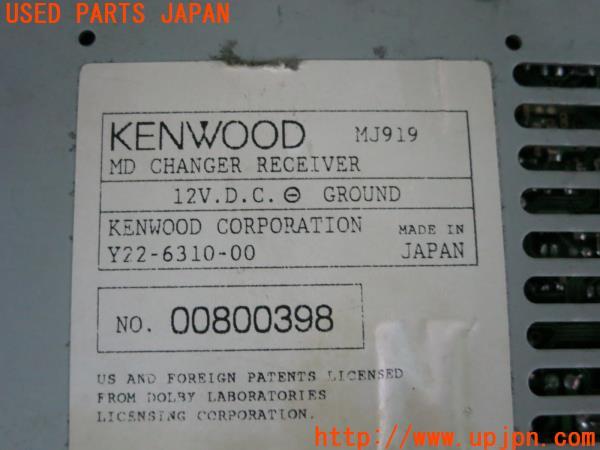 USED PARTS JAPAN
KENWOOD MJ919
MD CHANGER RECEIVER
12V.D.C. ⊖ GROUND
KENWOOD CORPORATION MADE IN
Y22-6310-00 JAPAN
NO. 00800398
US AND FOREIGN PATENTS LICENSED
FROM DOLBY LABORATORIES
LICENSING CORPORATION.
http://www.upjpn.com/